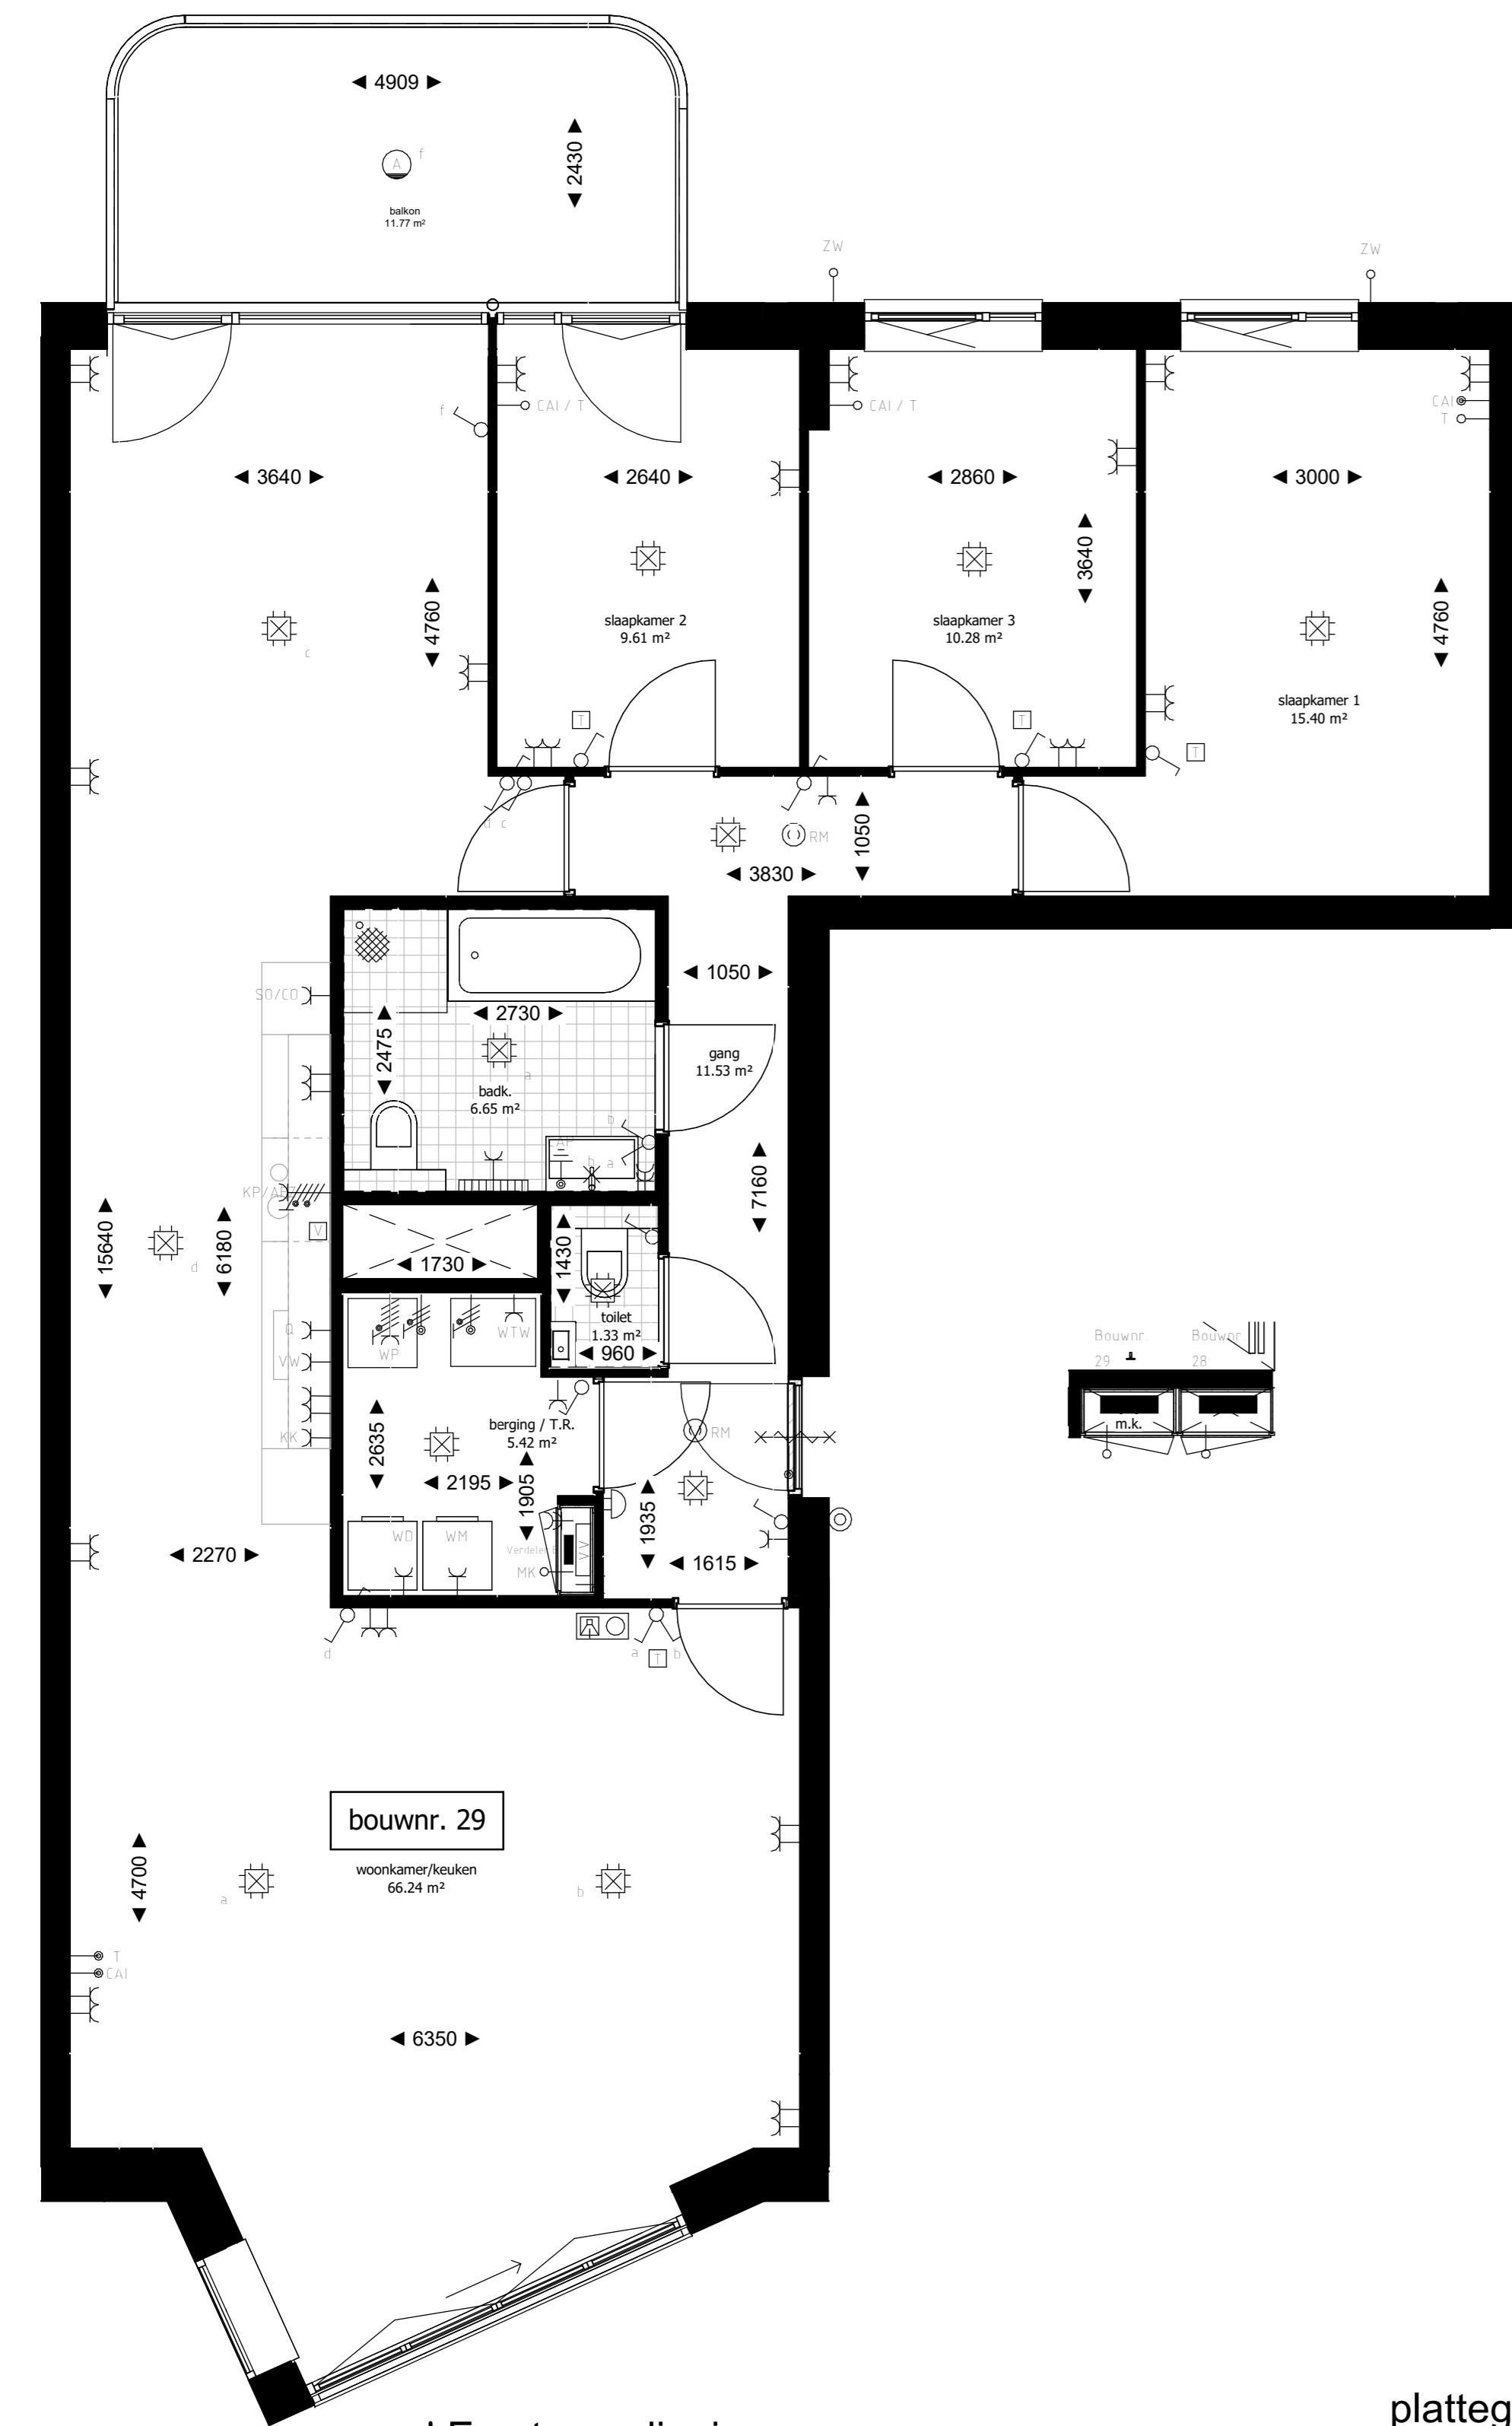 ◄ 4909 ►
◄ 2430 ►
A
f
balkon
11.77 m²
ZW
ZW
CAI / T
CAI / T
CAI
T
f
◄ 3640 ►
◄ 2640 ►
◄ 2860 ►
◄ 3000 ►
◄ 3640 ►
◄ 4760 ►
◄ 4760 ►
c
slaapkamer 2
9.61 m²
slaapkamer 3
10.28 m²
slaapkamer 1
15.40 m²
T
T
T
d c
RM
◄ 1050 ►
◄ 3830 ►
◄ 1050 ►
SO/CO
◄ 2730 ►
◄ 2475 ►
a
badk.
6.65 m²
gang
11.53 m²
b
b a
◄ 7160 ►
V
◄ 15640 ►
◄ 6180 ►
d
◄ 1730 ►
◄ 1430 ►
toilet
1.33 m²
◄ 960 ►
Q
VW
WP
WTW
KK
Bouwnr.
29
Bouwnr.
28
m.k.
berging / T.R.
5.42 m²
RM
◄ 2635 ►
◄ 2195 ►
◄ 1905 ►
◄ 1935 ►
◄ 1615 ►
WD
WM
MK
VV
◄ 2270 ►
d
a
T
b
bouwnr. 29
woonkamer/keuken
66.24 m²
a
b
◄ 4700 ►
T
CAI
◄ 6350 ►
platteg